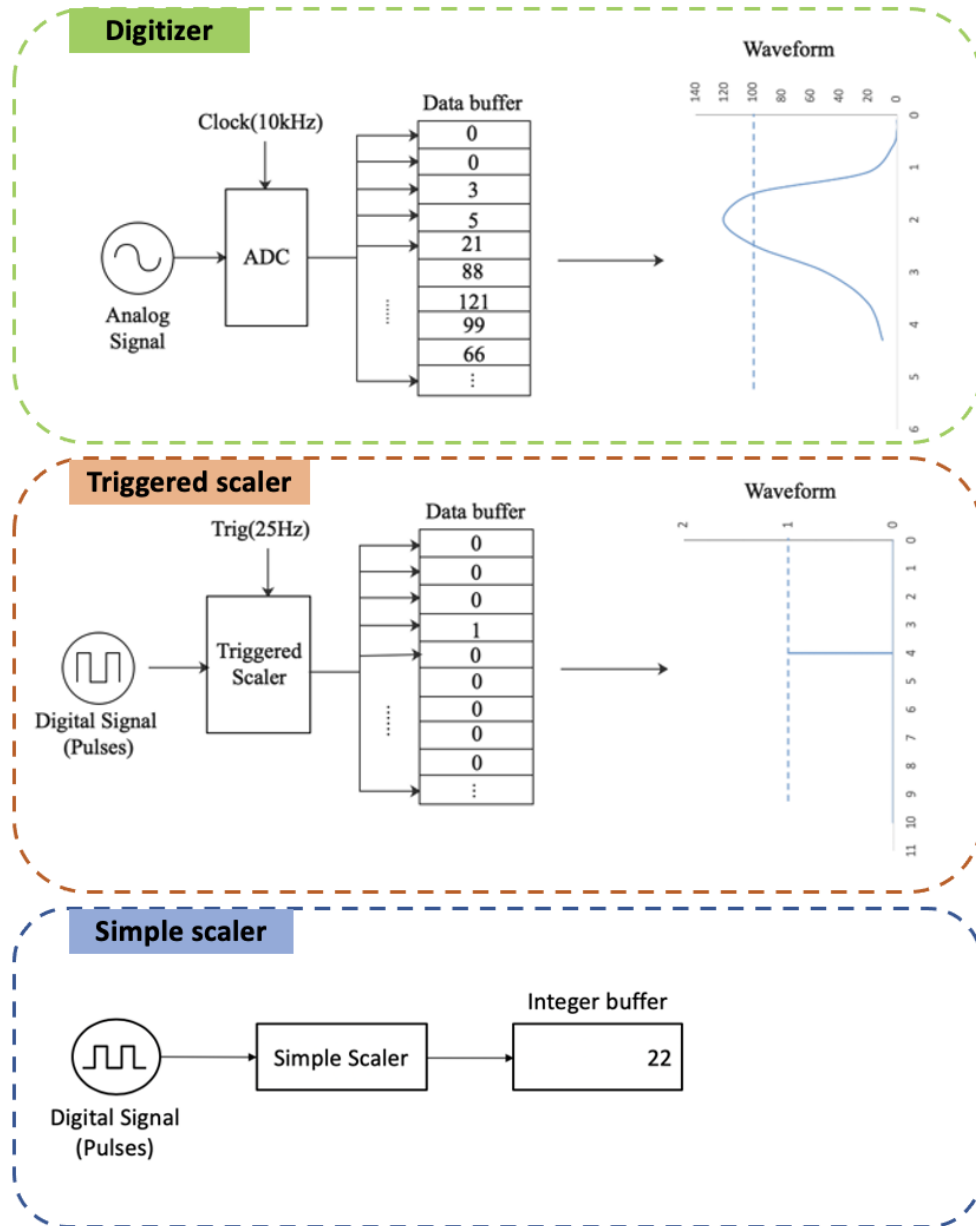 Digitizer
Clock(10kHz)
ADC
Analog
Signal
Data buffer
0
0
3
5
21
88
121
99
66
...
......
Waveform
140
120
100
80
60
40
20
0
0
1
2
3
4
5
6
Triggered scaler
Trig(25Hz)
Triggered
Scaler
Digital Signal
(Pulses)
Data buffer
0
0
0
1
0
0
0
0
0
...
......
Waveform
2
1
0
0
1
2
3
4
5
6
7
8
9
10
11
Simple scaler
Digital Signal
(Pulses)
Simple Scaler
Integer buffer
22